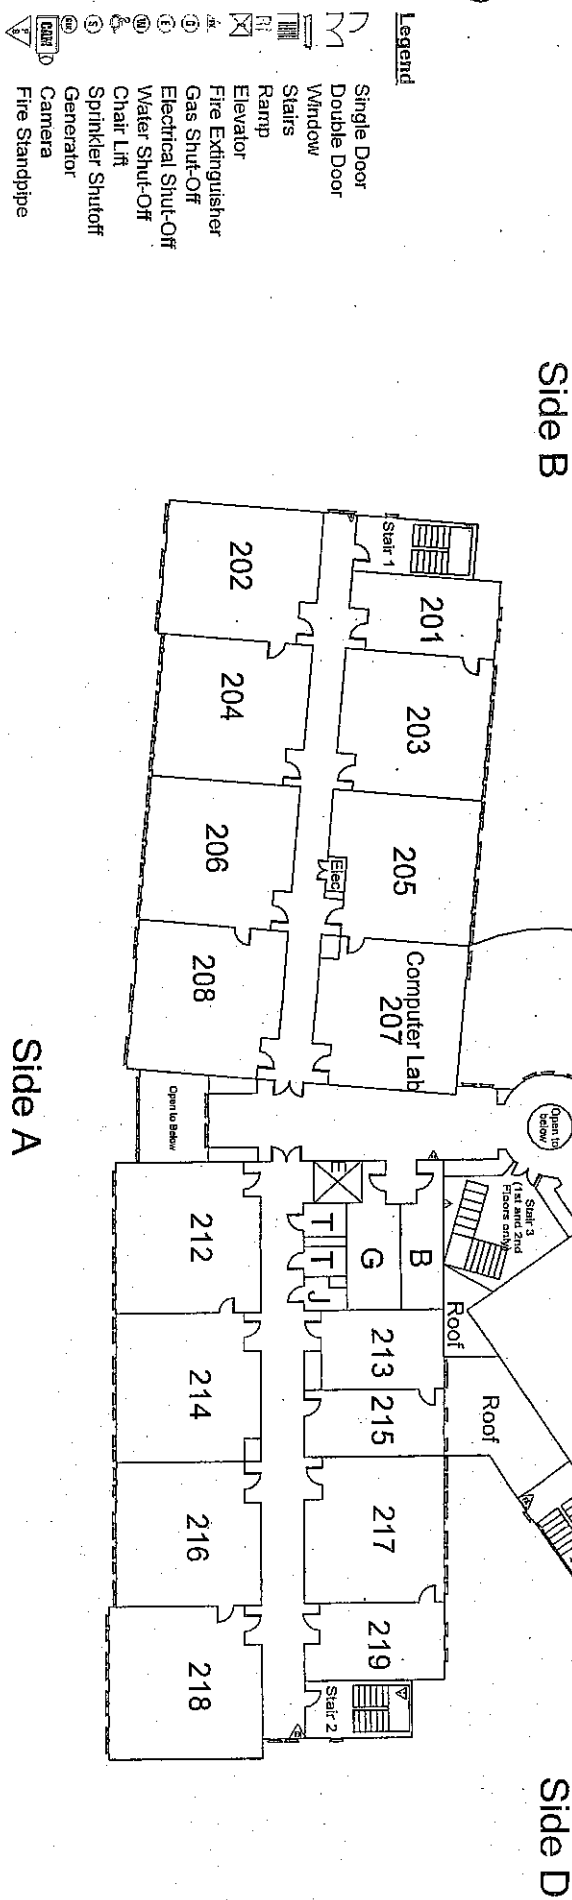 Legend
Single Door
Double Door
Window
Stairs
Ramp
Elevator
Fire Extinguisher
Gas Shut-Off
Electrical Shut-Off
Water Shut-Off
Chair Lift
Sprinkler Shutoff
Generator
Camera
Fire Standpipe
CAM
Side B
Side D
Side A
Stair 1
201
203
205
Elec
Computer Lab
207
202
204
206
208
Open to Below
Open to
below
Stair 3
(1st and 2nd
Floors only)
Roof
Roof
E
T
T
J
G
B
213
215
217
219
Stair 2
212
214
216
218